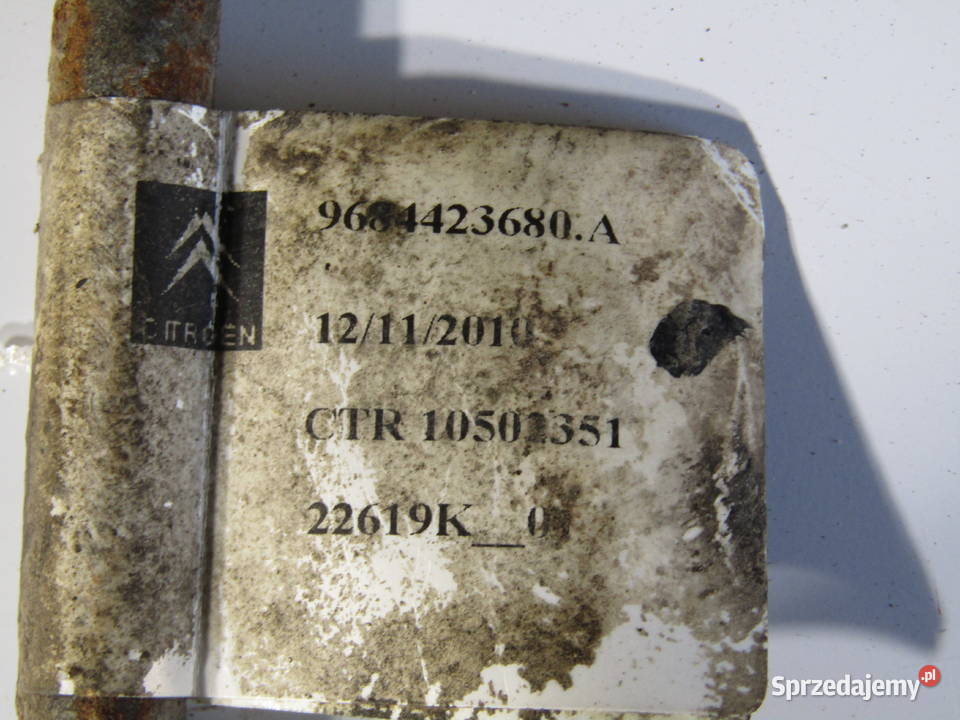 CITROËN
9684423680.A
12/11/2010
CTR 10502351
22619K__0
Sprzedajemy.pl